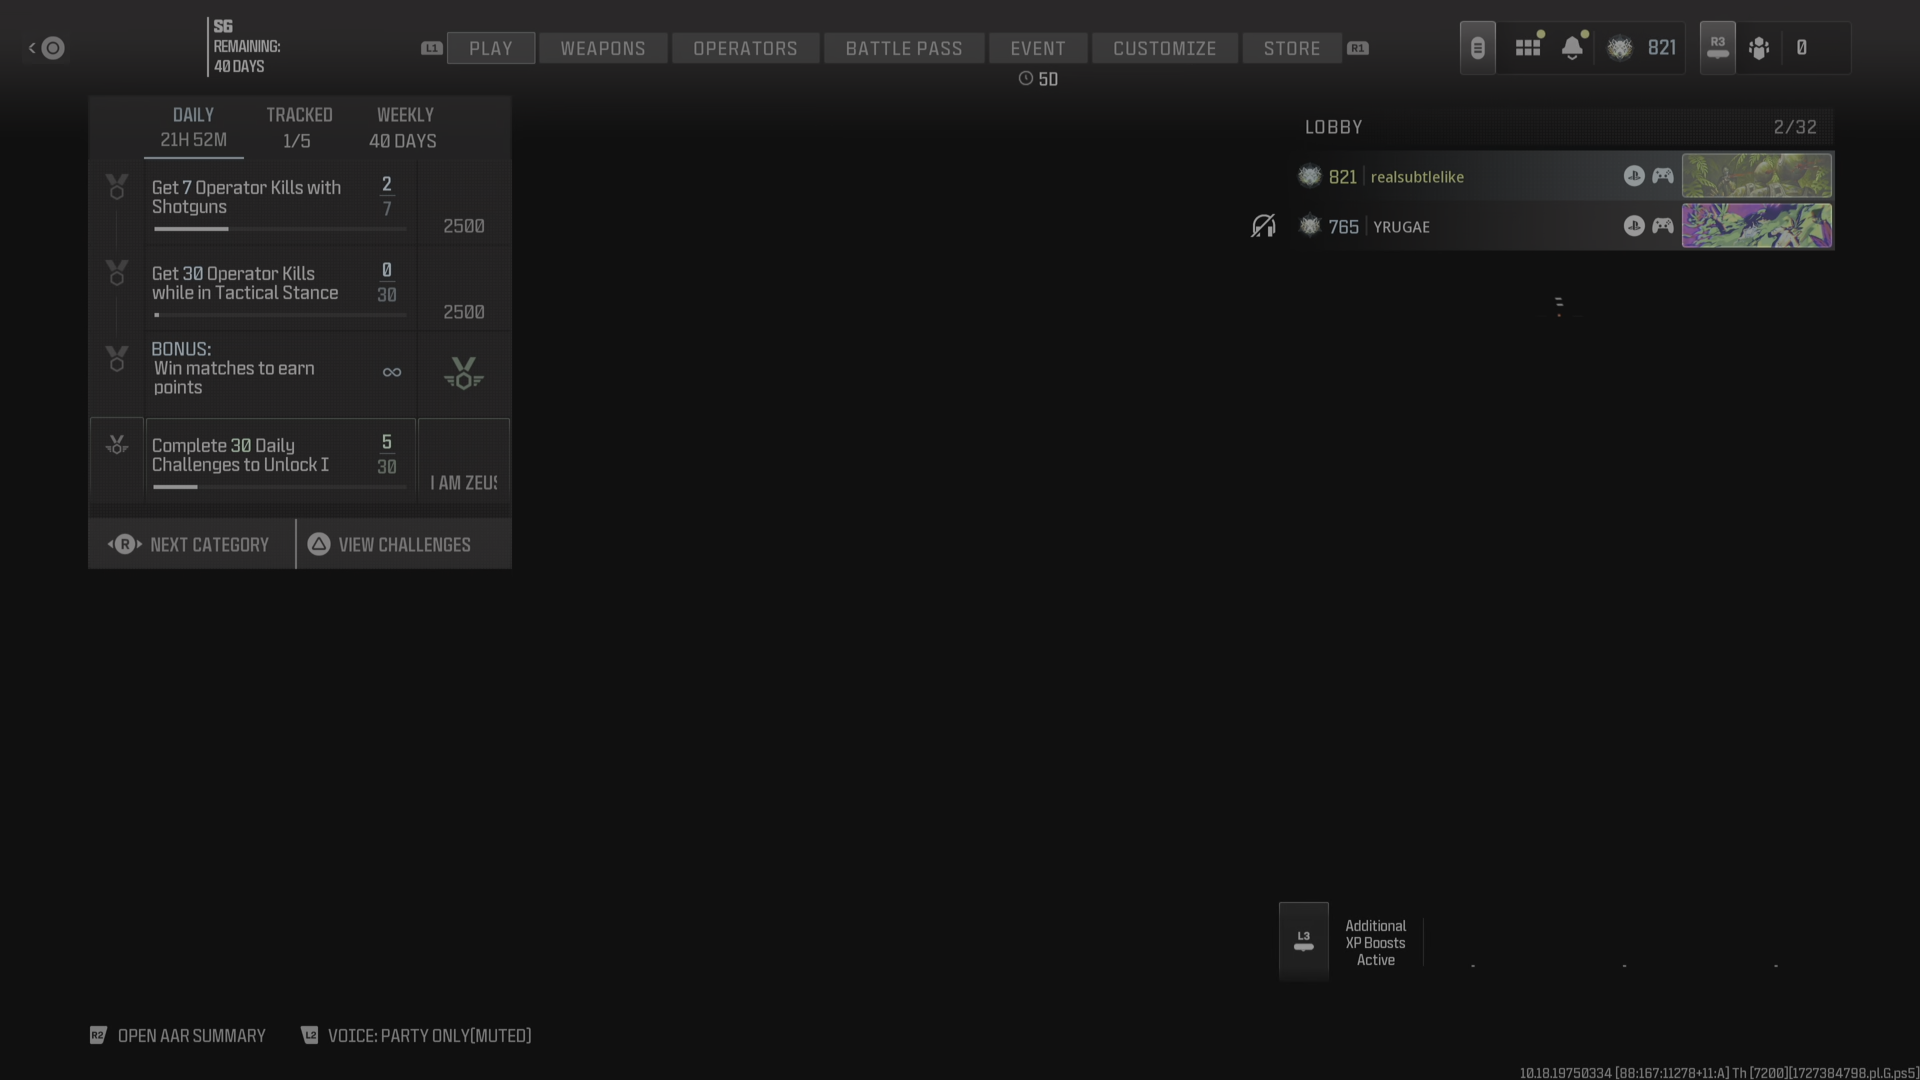 S6
REMAINING:
40 DAYS
L1 PLAY WEAPONS OPERATORS BATTLE PASS EVENT CUSTOMIZE STORE R1
5D
821 R3 0
DAILY TRACKED WEEKLY
21H 52M 1/5 40 DAYS
Get 7 Operator Kills with
Shotguns
2
7
2500
Get 30 Operator Kills
while in Tactical Stance
0
30
2500
BONUS:
Win matches to earn
points
∞
Complete 30 Daily
Challenges to Unlock I
5
30
I AM ZEUS
R NEXT CATEGORY VIEW CHALLENGES
LOBBY 2/32
821 realsubtlelike
765 YRUGAE
L3
Additional
XP Boosts
Active
R2 OPEN AAR SUMMARY L2 VOICE: PARTY ONLY[MUTED]
10.18.19750334 [88:167:11278+11:A] Th [7200][1727384798.pl.G.ps5]